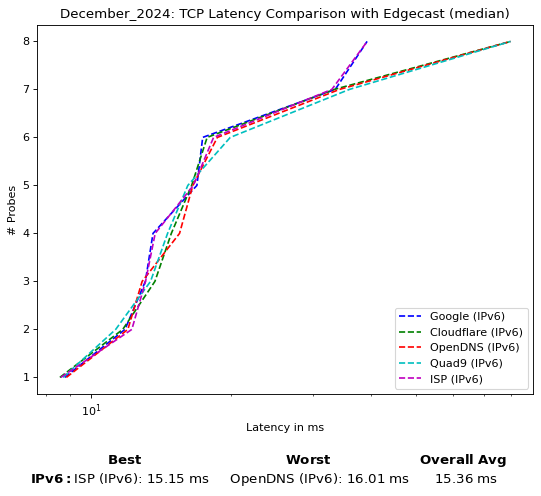 December_2024: TCP Latency Comparison with Edgecast (median)
8
7
6
5
4
3
2
1
# Probes
Google (IPv6)
Cloudflare (IPv6)
OpenDNS (IPv6)
Quad9 (IPv6)
ISP (IPv6)
10¹
Latency in ms
Best Worst Overall Avg
IPv6: ISP (IPv6): 15.15 ms OpenDNS (IPv6): 16.01 ms 15.36 ms